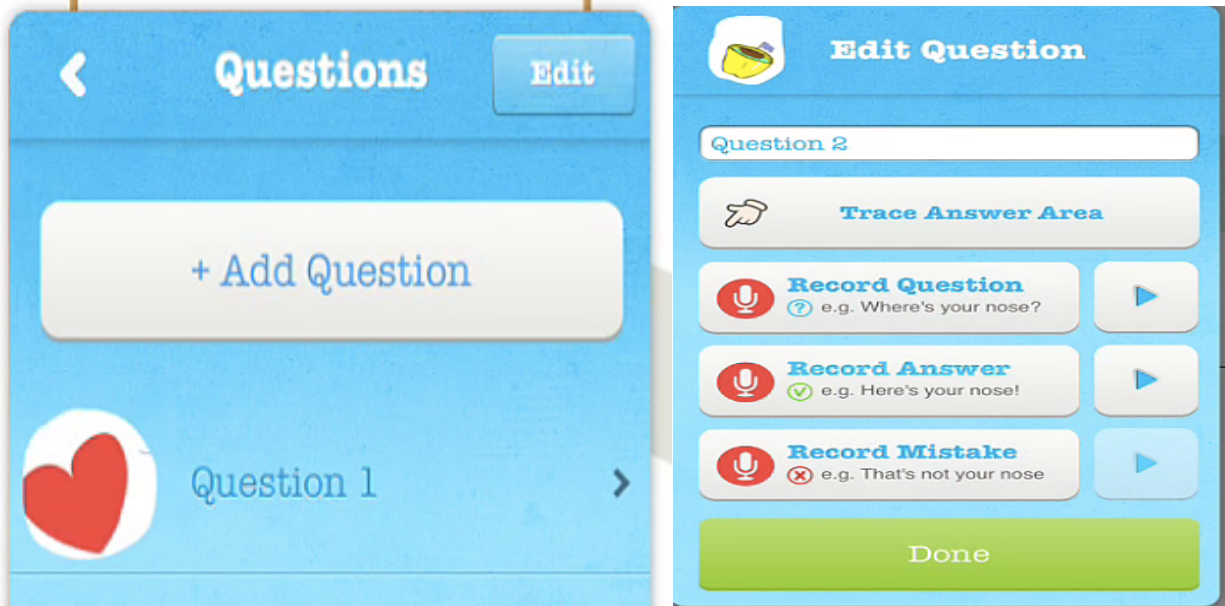 Questions
Edit
+ Add Question
Question 1
Edit Question
Question 2
Trace Answer Area
Record Question
? e.g. Where's your nose?
Record Answer
e.g. Here's your nose!
Record Mistake
e.g. That's not your nose
Done